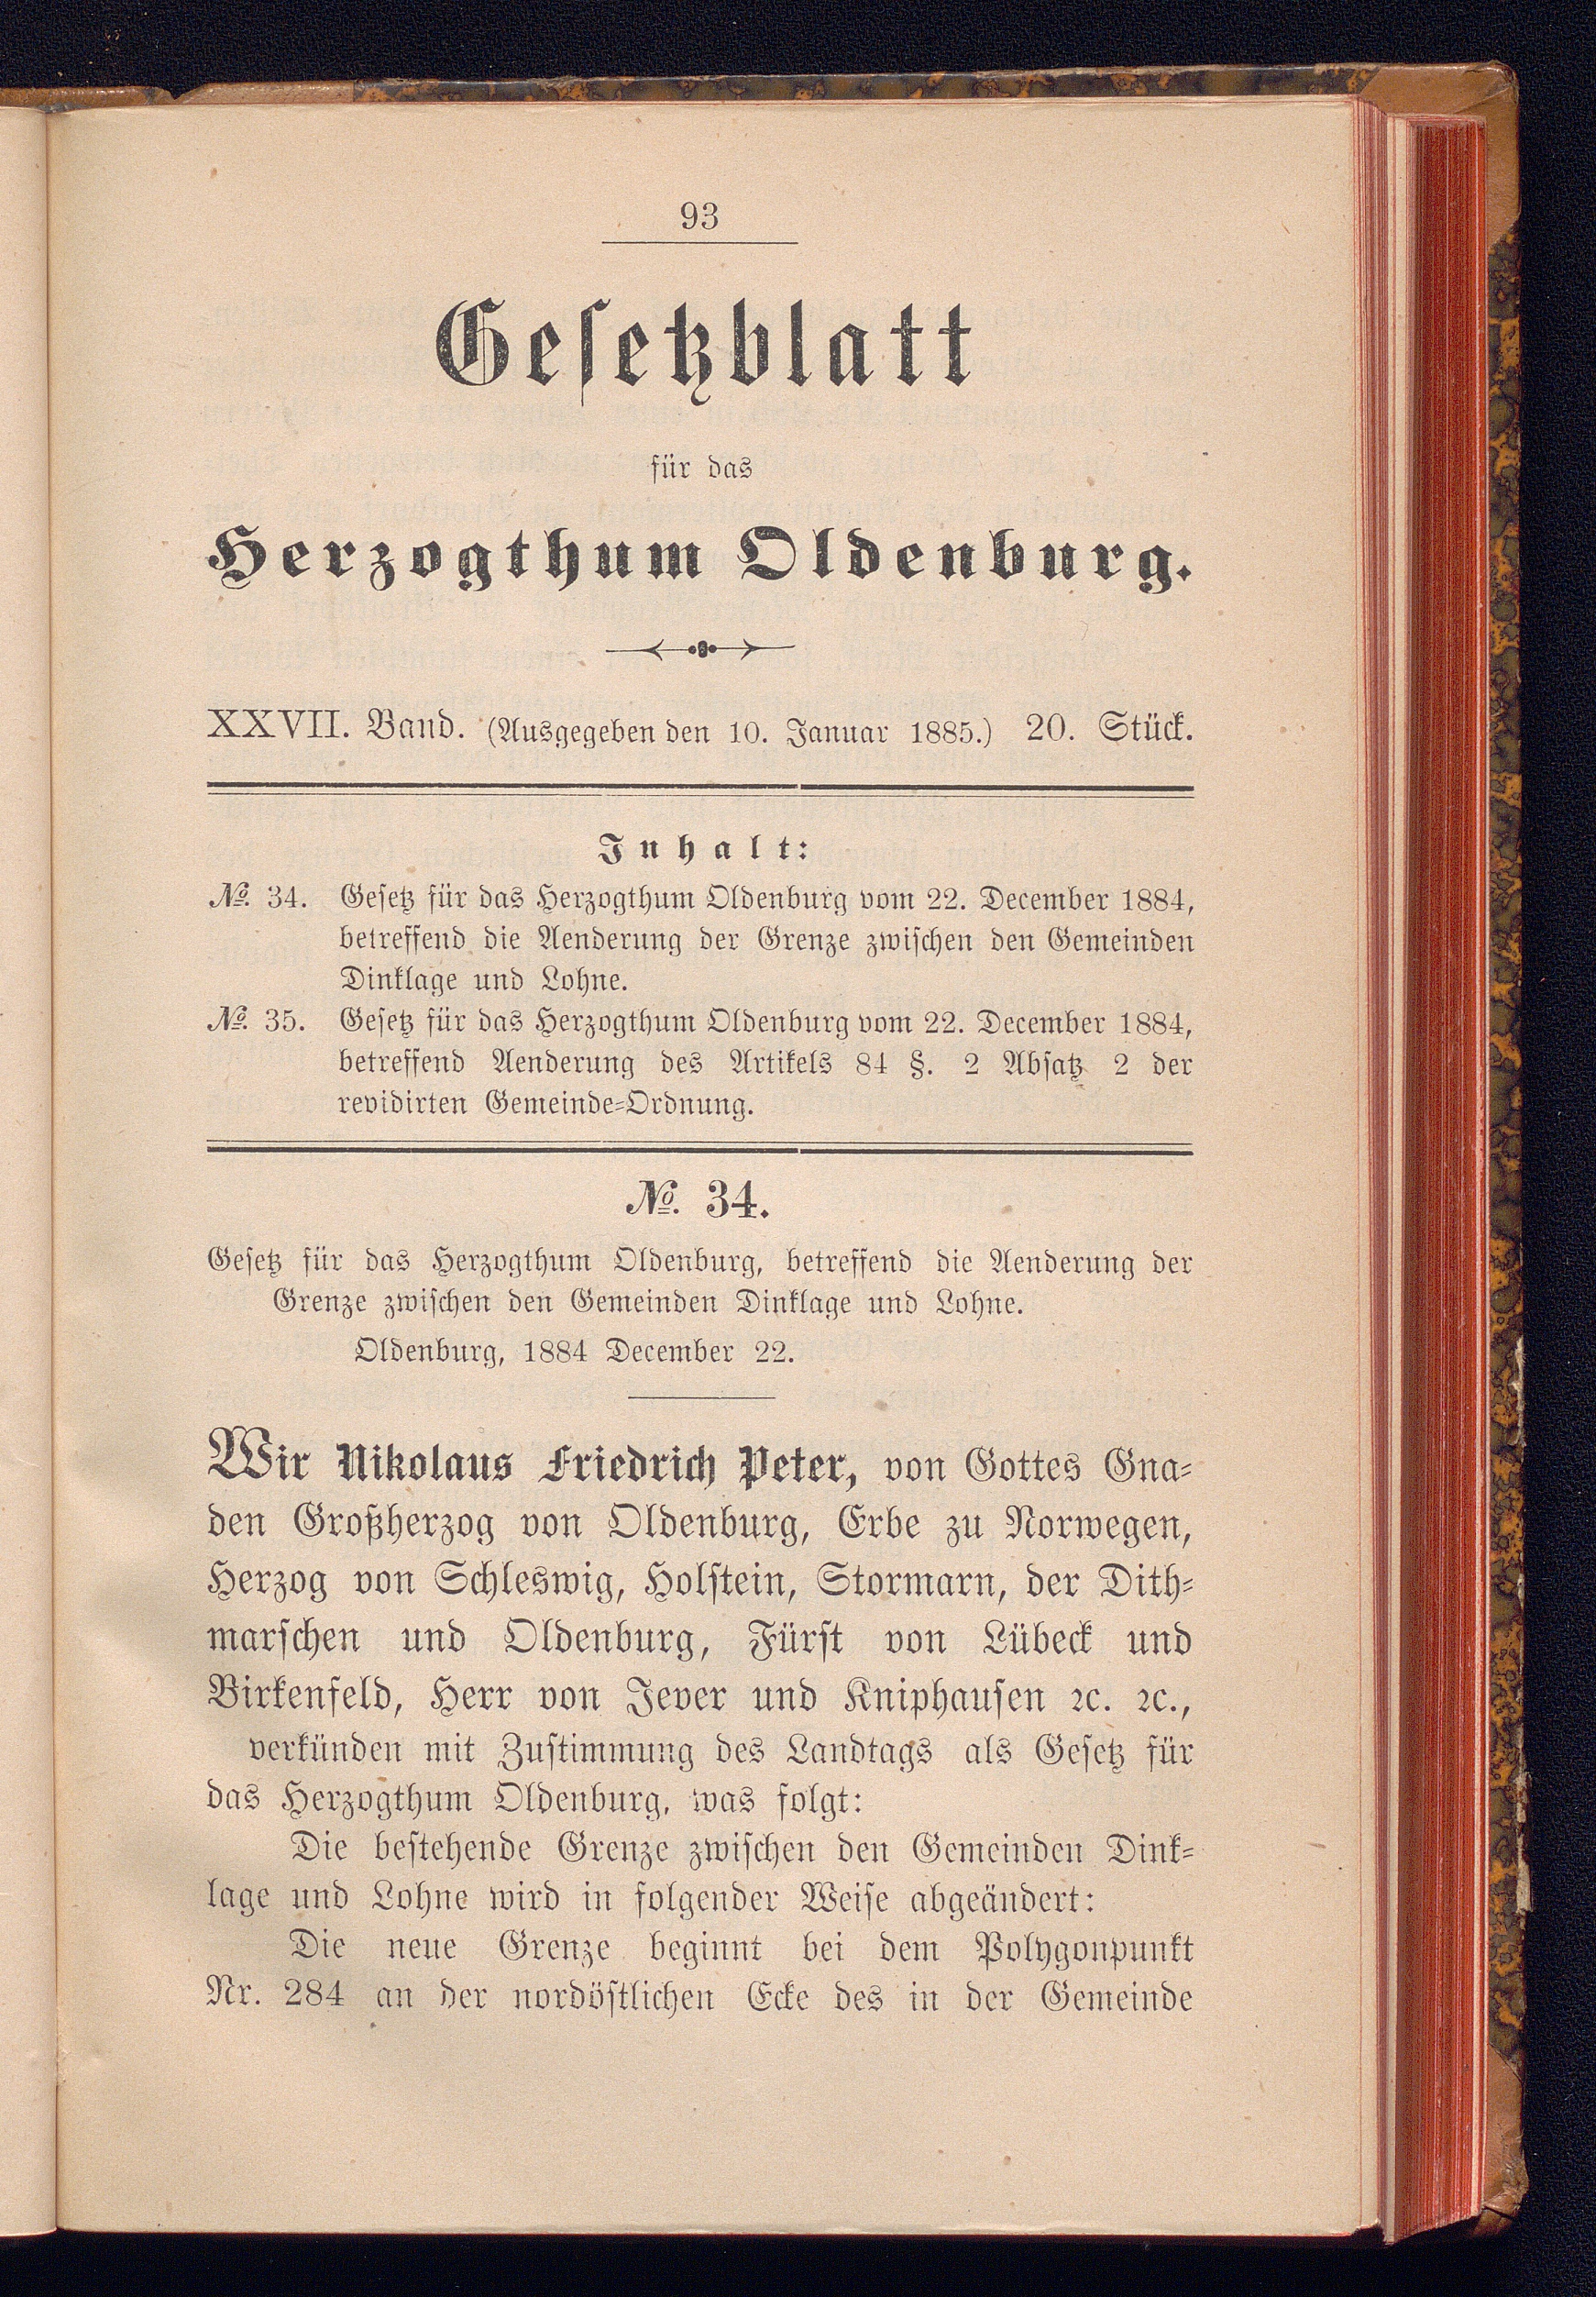 93
Gesetzblatt
für das
Herzogthum Oldenburg.
XXVII. Band. (Ausgegeben den 10. Januar 1885.) 20. Stück.
Inhalt:
№. 34. Gesetz für das Herzogthum Oldenburg vom 22. December 1884,
betreffend die Aenderung der Grenze zwischen den Gemeinden
Dinklage und Lohne.
№. 35. Gesetz für das Herzogthum Oldenburg vom 22. December 1884,
betreffend Aenderung des Artikels 84 §. 2 Absatz 2 der
revidirten Gemeinde-Ordnung.
№. 34.
Gesetz für das Herzogthum Oldenburg, betreffend die Aenderung der
Grenze zwischen den Gemeinden Dinklage und Lohne.
Oldenburg, 1884 December 22.
Wir Nikolaus Friedrich Peter, von Gottes Gna-
den Großherzog von Oldenburg, Erbe zu Norwegen,
Herzog von Schleswig, Holstein, Stormarn, der Dith-
marschen und Oldenburg, Fürst von Lübeck und
Birkenfeld, Herr von Jever und Kniphausen ꝛc. ꝛc.,
verkünden mit Zustimmung des Landtags als Gesetz für
das Herzogthum Oldenburg, was folgt:
Die bestehende Grenze zwischen den Gemeinden Dink-
lage und Lohne wird in folgender Weise abgeändert:
Die neue Grenze beginnt bei dem Polygonpunkt
Nr. 284 an der nordöstlichen Ecke des in der Gemeinde